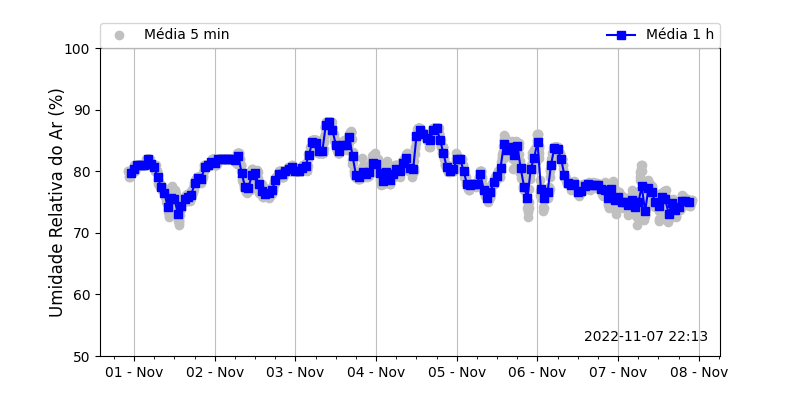 Média 5 min
Média 1 h
Umidade Relativa do Ar (%)
100
90
80
70
60
50
2022-11-07 22:13
01 - Nov
02 - Nov
03 - Nov
04 - Nov
05 - Nov
06 - Nov
07 - Nov
08 - Nov